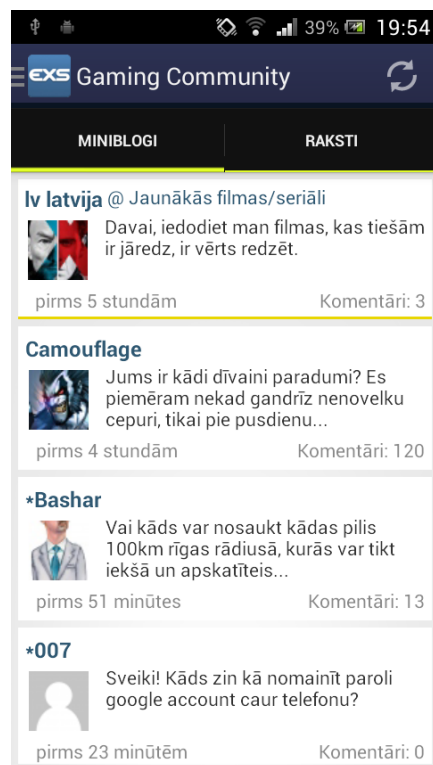 39% 19:54
EXS Gaming Community
MINIBLOGI RAKSTI
lv latvija @ Jaunākās filmas/seriāli
Davai, iedodiet man filmas, kas tiešām
ir jāredz, ir vērts redzēt.
pirms 5 stundām Komentāri: 3
Camouflage
Jums ir kādi dīvaini paradumi? Es
piemēram nekad gandrīz nenovelku
cepuri, tikai pie pusdienu...
pirms 4 stundām Komentāri: 120
*Bashar
Vai kāds var nosaukt kādas pilis
100km rīgas rādiusā, kurās var tikt
iekšā un apskatīteis...
pirms 51 minūtes Komentāri: 13
*007
Sveiki! Kāds zin kā nomainīt paroli
google account caur telefonu?
pirms 23 minūtēm Komentāri: 0